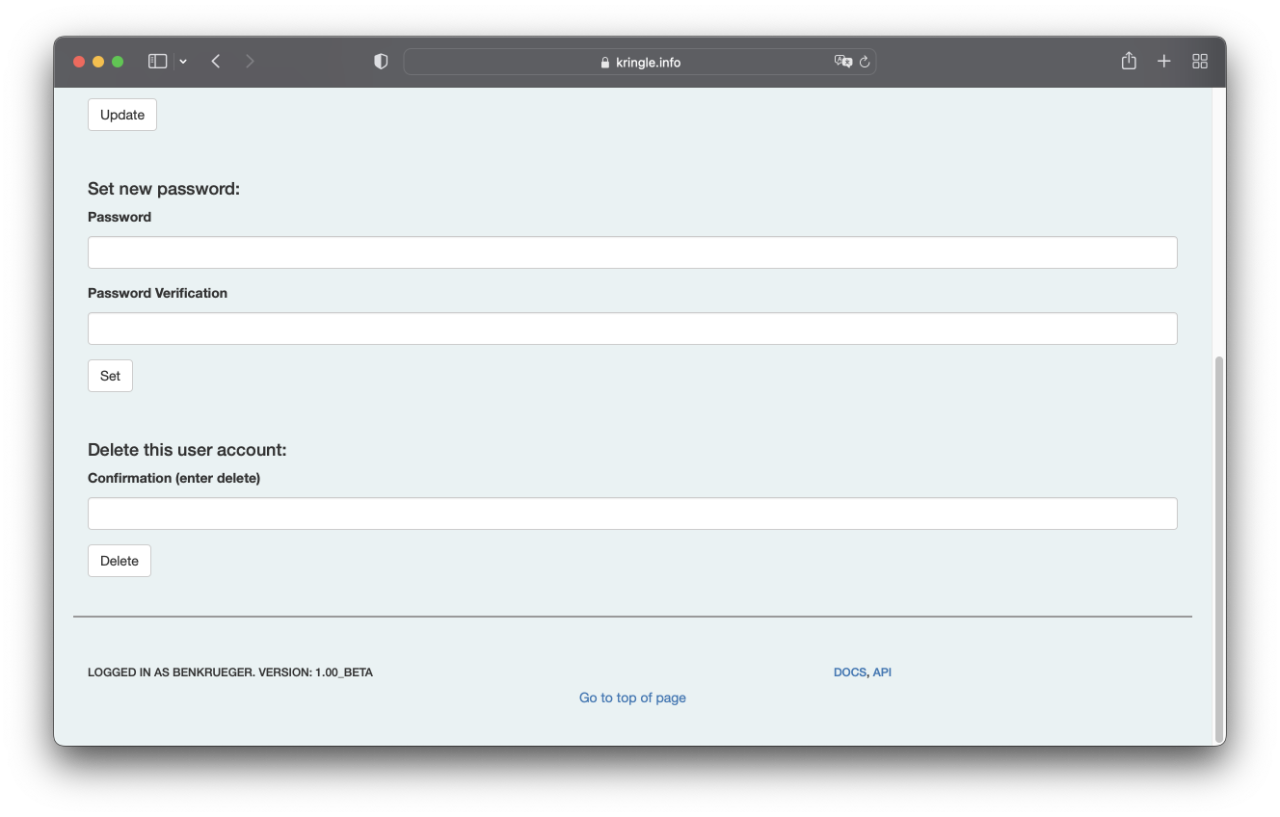 kringle.info
Update
Set new password:
Password
Password Verification
Set
Delete this user account:
Confirmation (enter delete)
Delete
LOGGED IN AS BENKRUEGER. VERSION: 1.00_BETA
DOCS, API
Go to top of page